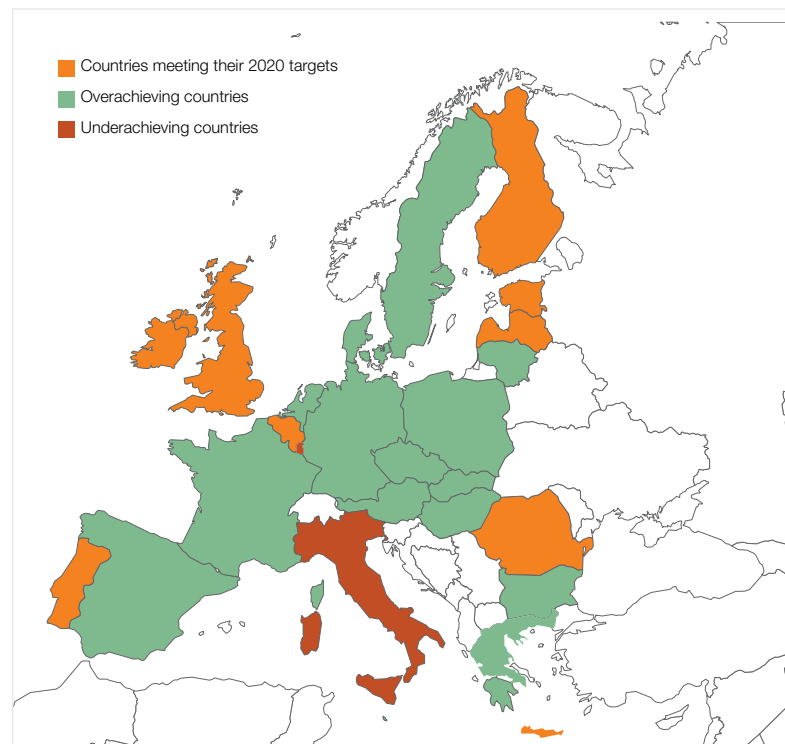 Countries meeting their 2020 targets
Overachieving countries
Underachieving countries